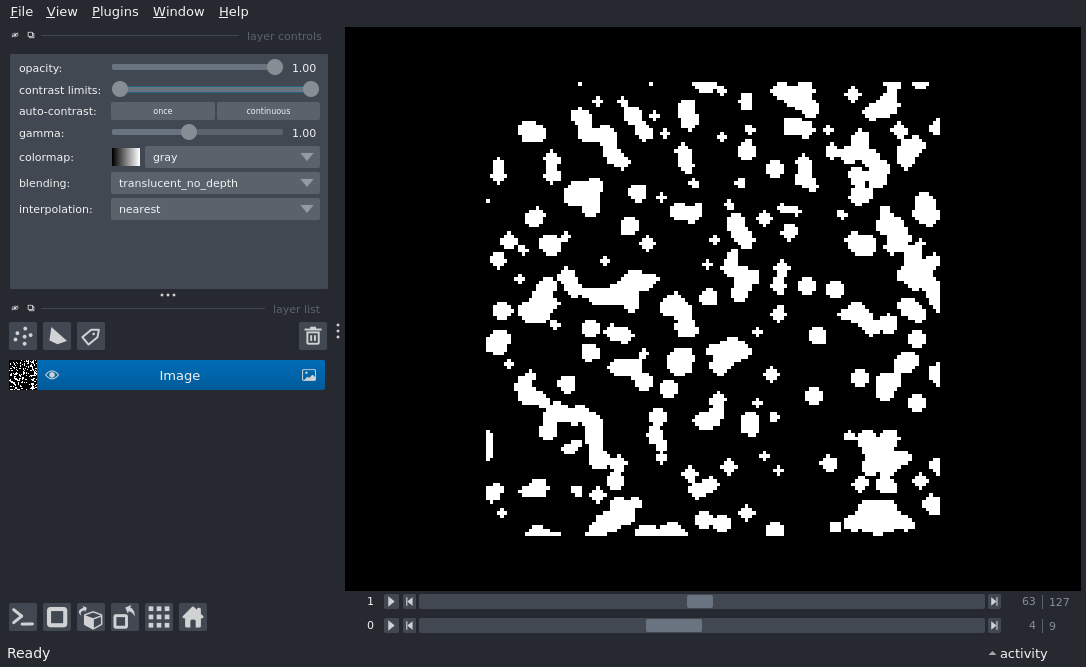 File View Plugins Window Help
layer controls
opacity: 1.00
contrast limits:
auto-contrast: once continuous
gamma: 1.00
colormap: gray
blending: translucent_no_depth
interpolation: nearest
layer list
Image
1 63 127
0 4 9
Ready activity